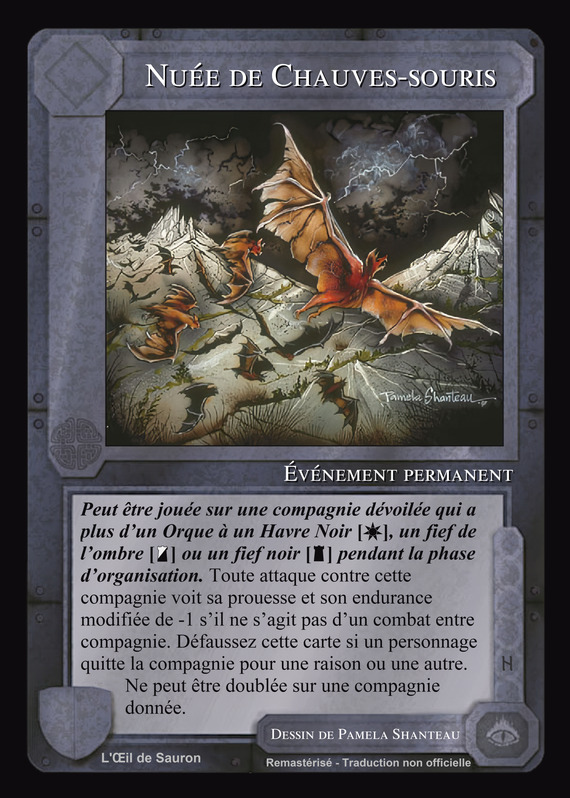 Nuée de Chauves-souris
Pamela Shanteau
Événement permanent
Peut être jouée sur une compagnie dévoilée qui a
plus d'un Orque à un Havre Noir [✷], un fief de
l'ombre [◩] ou un fief noir [♜] pendant la phase
d'organisation. Toute attaque contre cette
compagnie voit sa prouesse et son endurance
modifiée de -1 s'il ne s'agit pas d'un combat entre
compagnie. Défaussez cette carte si un personnage
quitte la compagnie pour une raison ou une autre.
Ne peut être doublée sur une compagnie
donnée.
Dessin de Pamela Shanteau
L'Œil de Sauron
Remastérisé - Traduction non officielle